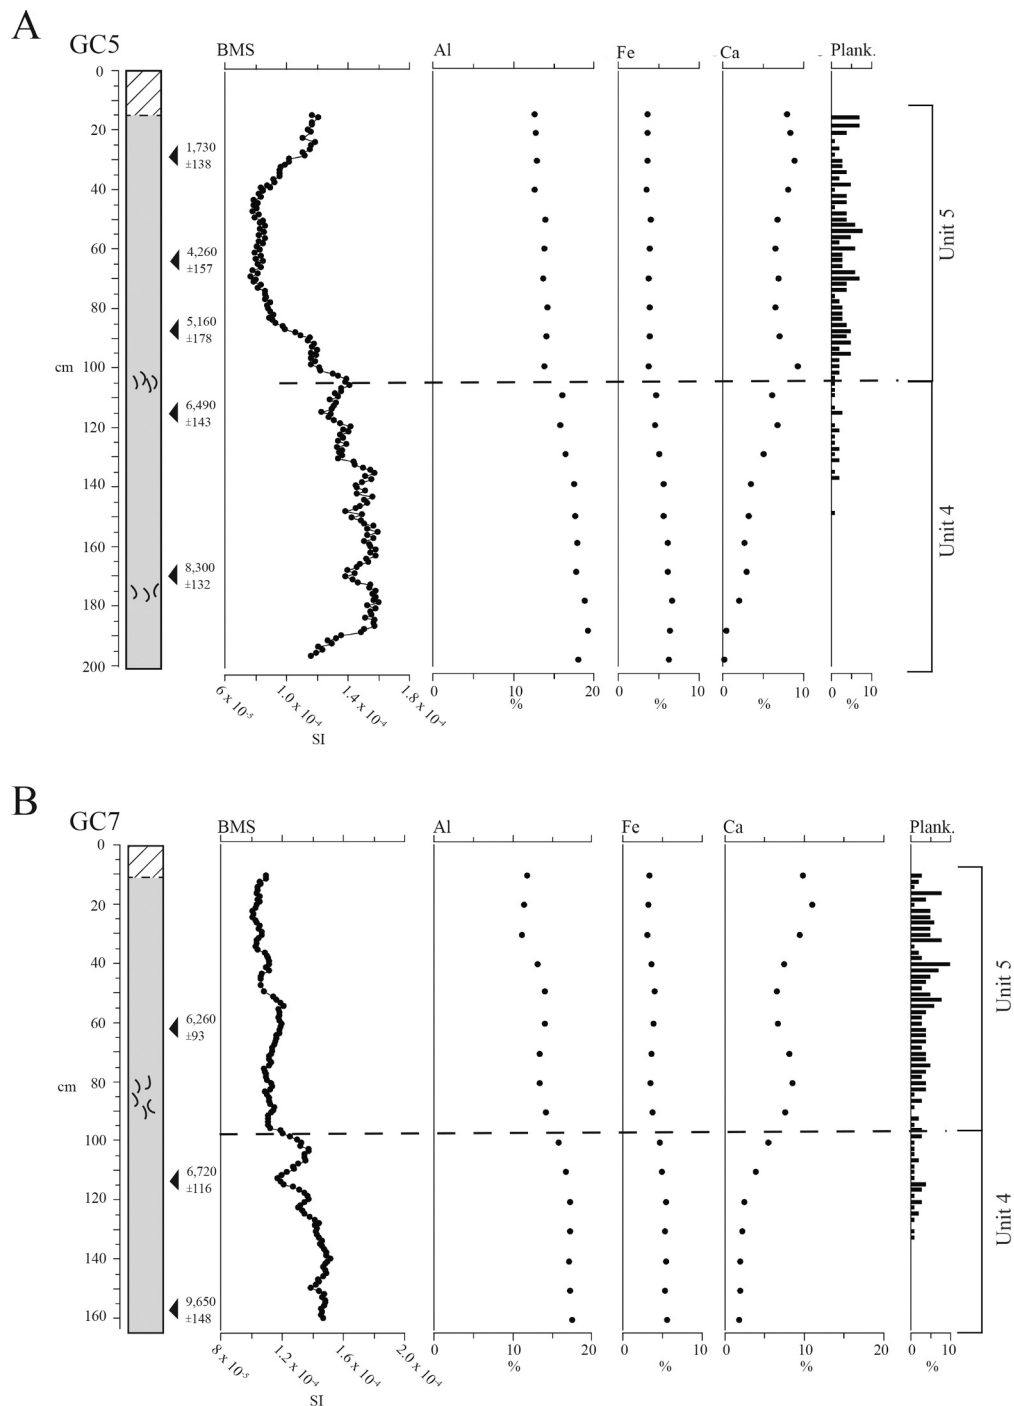 A
GC5
BMS Al Fe Ca Plank.
0
20
40
60
80
cm 100
120
140
160
180
200
1,730
±138
4,260
±157
5,160
±178
6,490
±143
8,300
±132
Unit 5
Unit 4
6 x 10-5 1.0 x 10-4 1.4 x 10-4 1.8 x 10-4
SI
0 10 20
%
0 10
%
0 10
%
0 10
%
B
GC7
BMS Al Fe Ca Plank.
0
20
40
60
80
cm
100
120
140
160
6,260
±93
6,720
±116
9,650
±148
Unit 5
Unit 4
8 x 10-5 1.2 x 10-4 1.6 x 10-4 2.0 x 10-4
SI
0 10 20
%
0 10
%
0 10 20
%
0 10
%